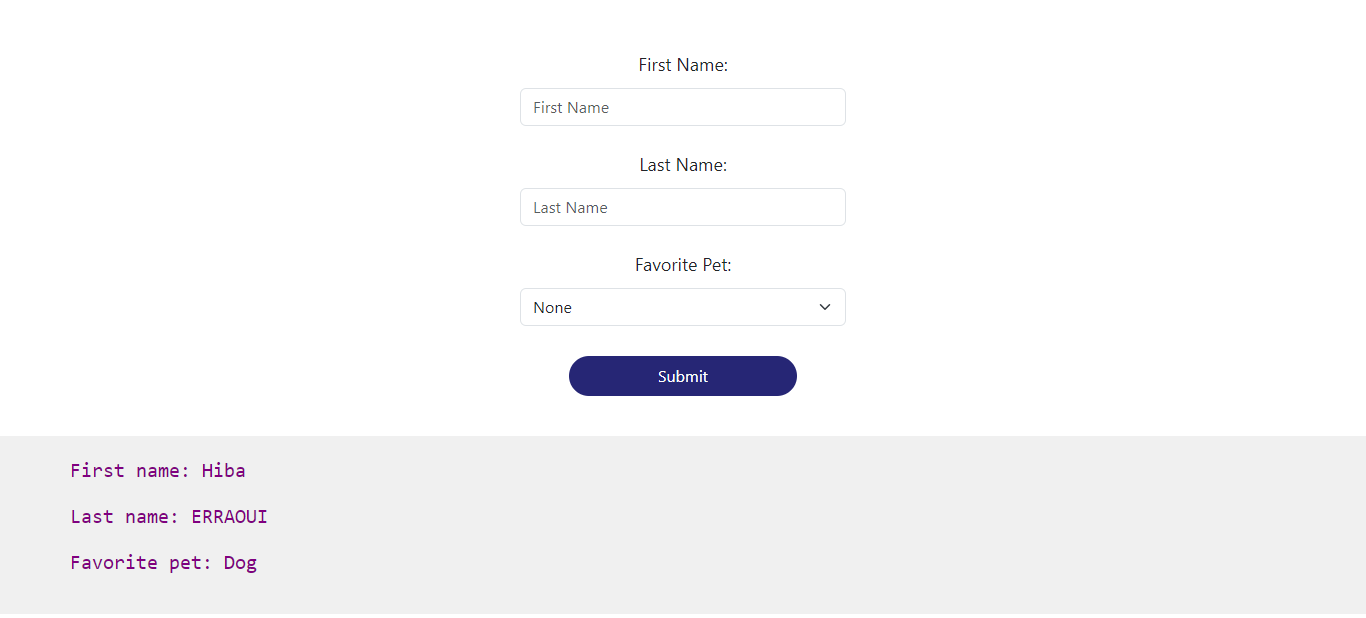 First Name:
First Name
Last Name:
Last Name
Favorite Pet:
None
Submit
First name: Hiba
Last name: ERRAOUI
Favorite pet: Dog